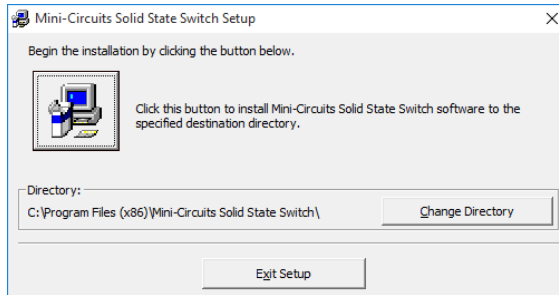 Mini-Circuits Solid State Switch Setup
Begin the installation by clicking the button below.
Click this button to install Mini-Circuits Solid State Switch software to the
specified destination directory.
Directory:
C:\Program Files (x86)\Mini-Circuits Solid State Switch\
Change Directory
Exit Setup